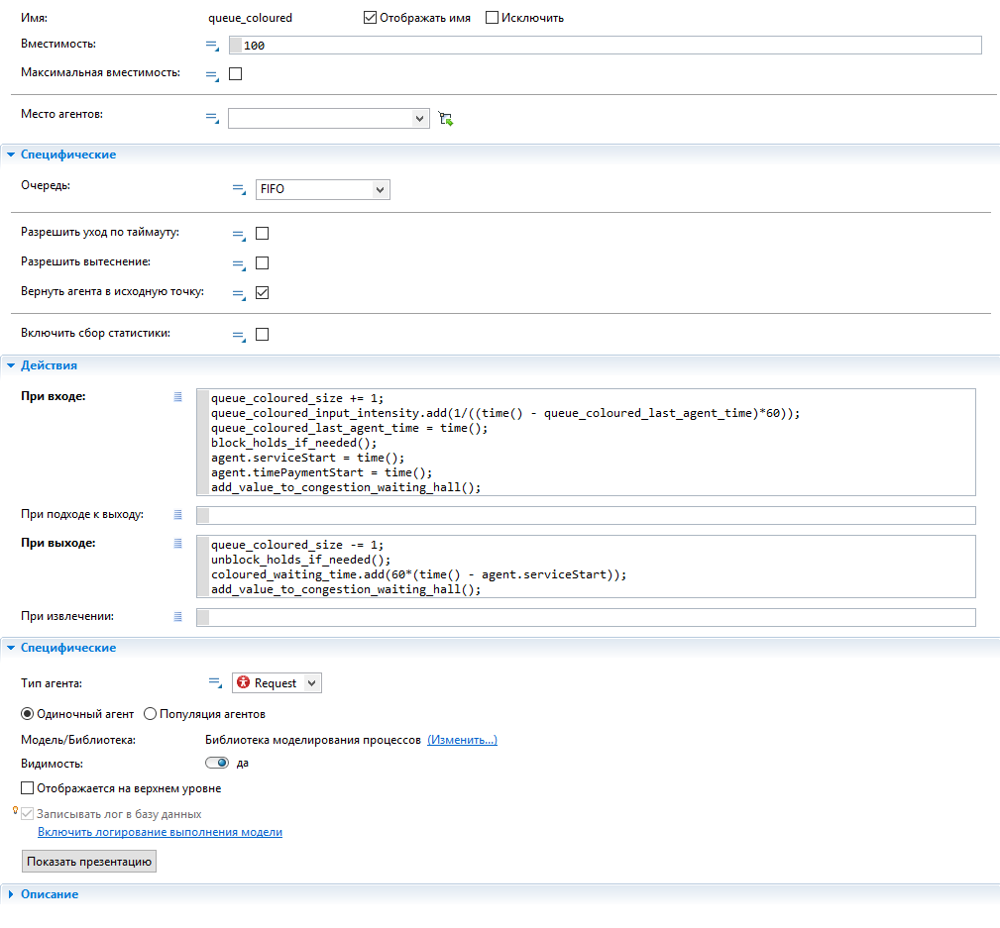 Имя: queue_coloured Отображать имя Исключить
Вместимость: 100
Максимальная вместимость:
Место агентов:
Специфические
Очередь: FIFO
Разрешить уход по таймауту:
Разрешить вытеснение:
Вернуть агента в исходную точку:
Включить сбор статистики:
Действия
При входе: queue_coloured_size += 1;
queue_coloured_input_intensity.add(1/((time() - queue_coloured_last_agent_time)*60));
queue_coloured_last_agent_time = time();
block_holds_if_needed();
agent.serviceStart = time();
agent.timePaymentStart = time();
add_value_to_congestion_waiting_hall();
При подходе к выходу:
При выходе: queue_coloured_size -= 1;
unblock_holds_if_needed();
coloured_waiting_time.add(60*(time() - agent.serviceStart));
add_value_to_congestion_waiting_hall();
При извлечении:
Специфические
Тип агента: Request
Одиночный агент Популяция агентов
Модель/Библиотека: Библиотека моделирования процессов (Изменить...)
Видимость: да
Отображается на верхнем уровне
Записывать лог в базу данных
Включить логирование выполнения модели
Показать презентацию
Описание